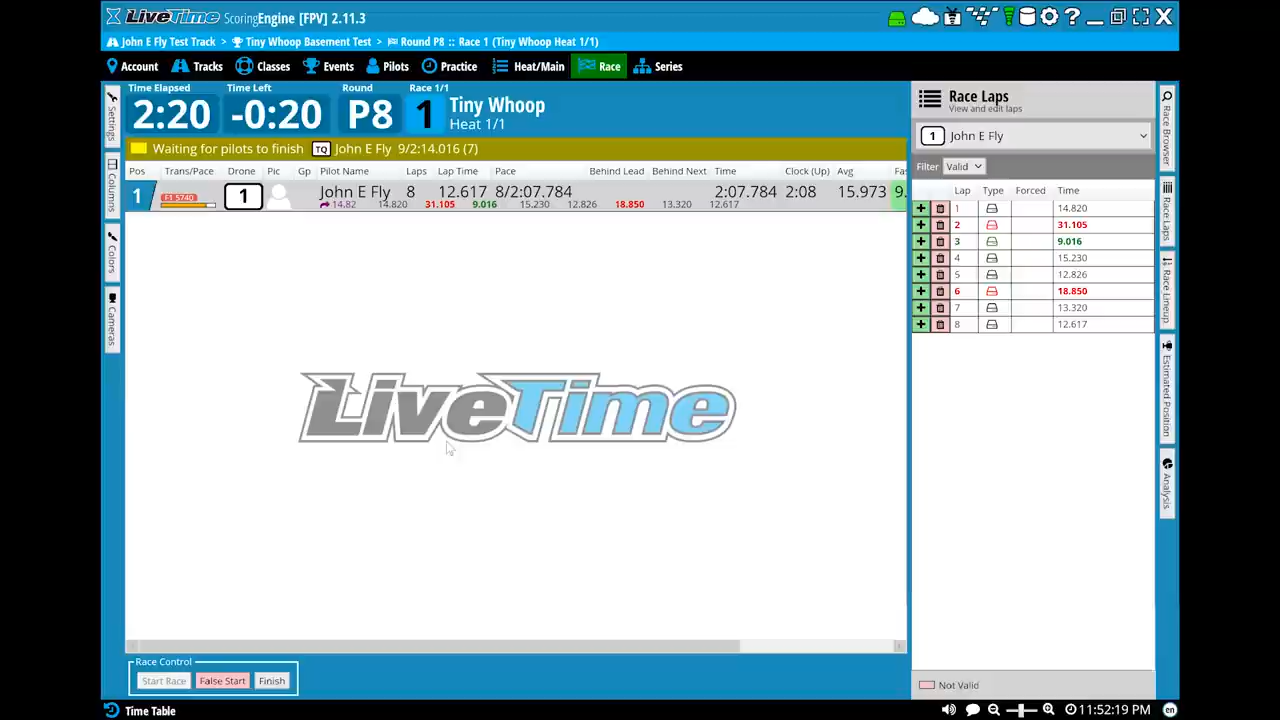 LiveTime ScoringEngine [FPV] 2.11.3
John E Fly Test Track > Tiny Whoop Basement Test > Round P8 :: Race 1 (Tiny Whoop Heat 1/1)
Account Tracks Classes Events Pilots Practice Heat/Main Race Series
Time Elapsed Time Left Round Race 1/1
2:20 -0:20 P8 1 Tiny Whoop
Heat 1/1
Waiting for pilots to finish TQ John E Fly 9/2:14.016 (7)
Pos Trans/Pace Drone Pic Gp Pilot Name Laps Lap Time Pace Behind Lead Behind Next Time Clock (Up) Avg Fas
1 F1 5740 1 John E Fly 8 12.617 8/2:07.784 2:07.784 2:08 15.973 9.
14.82 14.820 31.105 9.016 15.230 12.826 18.850 13.320 12.617
Settings
Columns
Colors
Cameras
LiveTime
Race Control
Start Race False Start Finish
Race Laps
View and edit laps
1 John E Fly
Filter Valid
Lap Type Forced Time
1 14.820
2 31.105
3 9.016
4 15.230
5 12.826
6 18.850
7 13.320
8 12.617
Not Valid
Race Browser
Race Laps
Race Lineup
Estimated Position
Analysis
Time Table
11:52:19 PM en